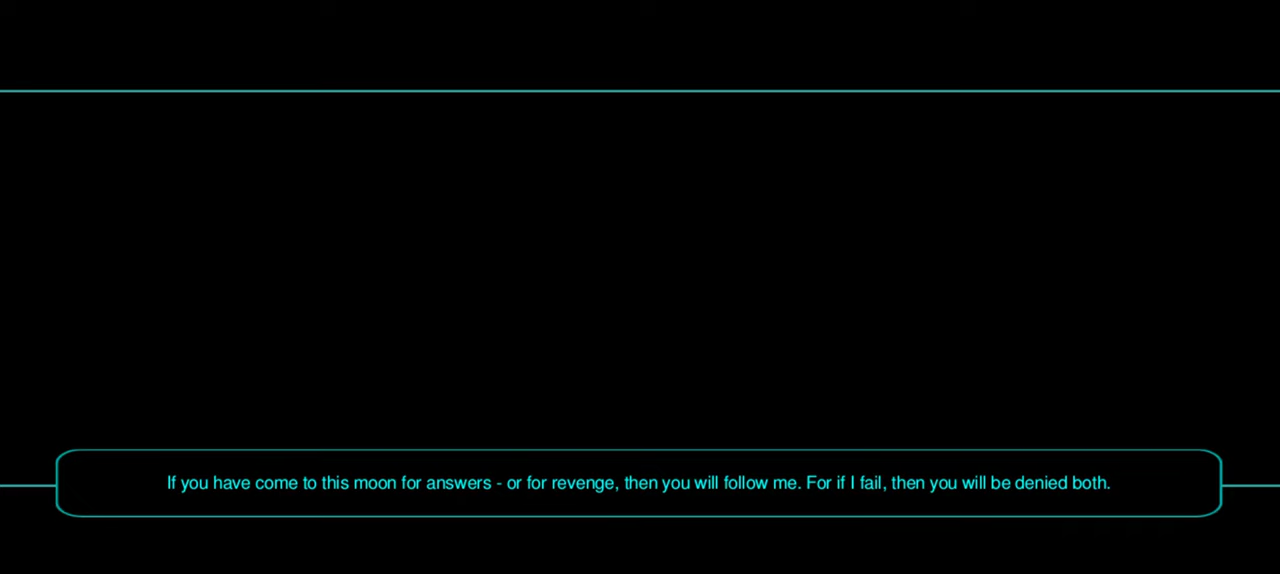 If you have come to this moon for answers - or for revenge, then you will follow me. For if I fail, then you will be denied both.